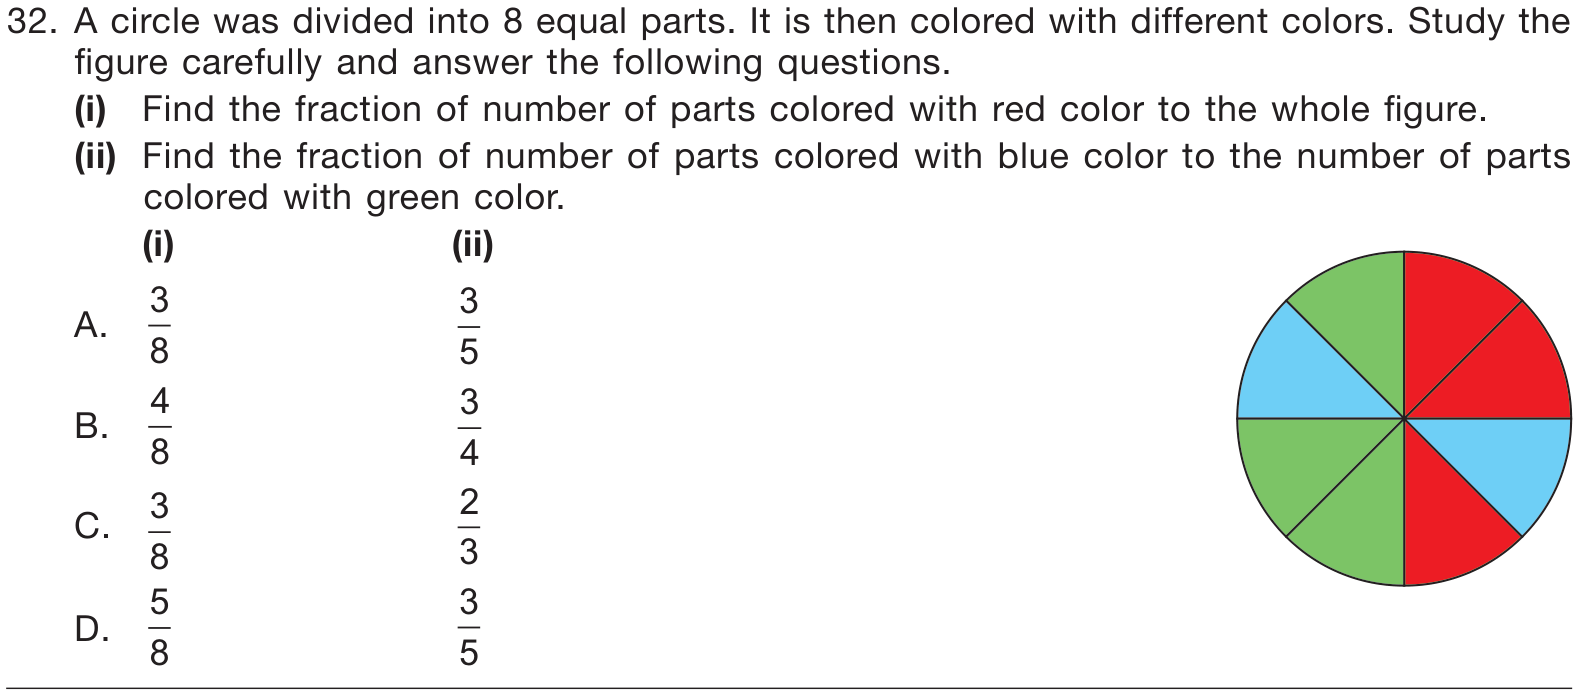 32. A circle was divided into 8 equal parts. It is then colored with different colors. Study the
figure carefully and answer the following questions.
(i) Find the fraction of number of parts colored with red color to the whole figure.
(ii) Find the fraction of number of parts colored with blue color to the number of parts
colored with green color.
(i) (ii)
A. 3/8 3/5
B. 4/8 3/4
C. 3/8 2/3
D. 5/8 3/5